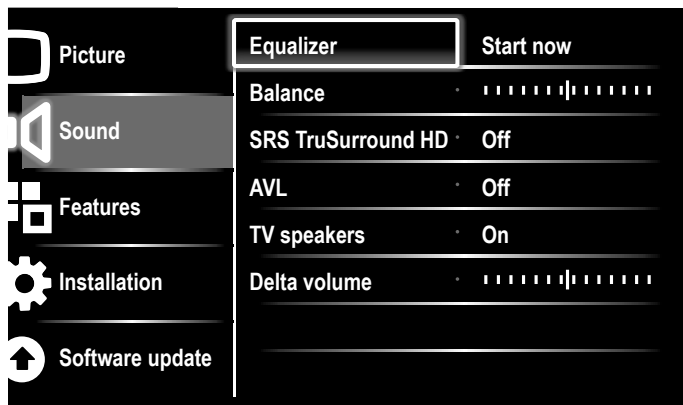 Picture
Sound
Features
Installation
Software update
Equalizer Start now
Balance
SRS TruSurround HD Off
AVL Off
TV speakers On
Delta volume